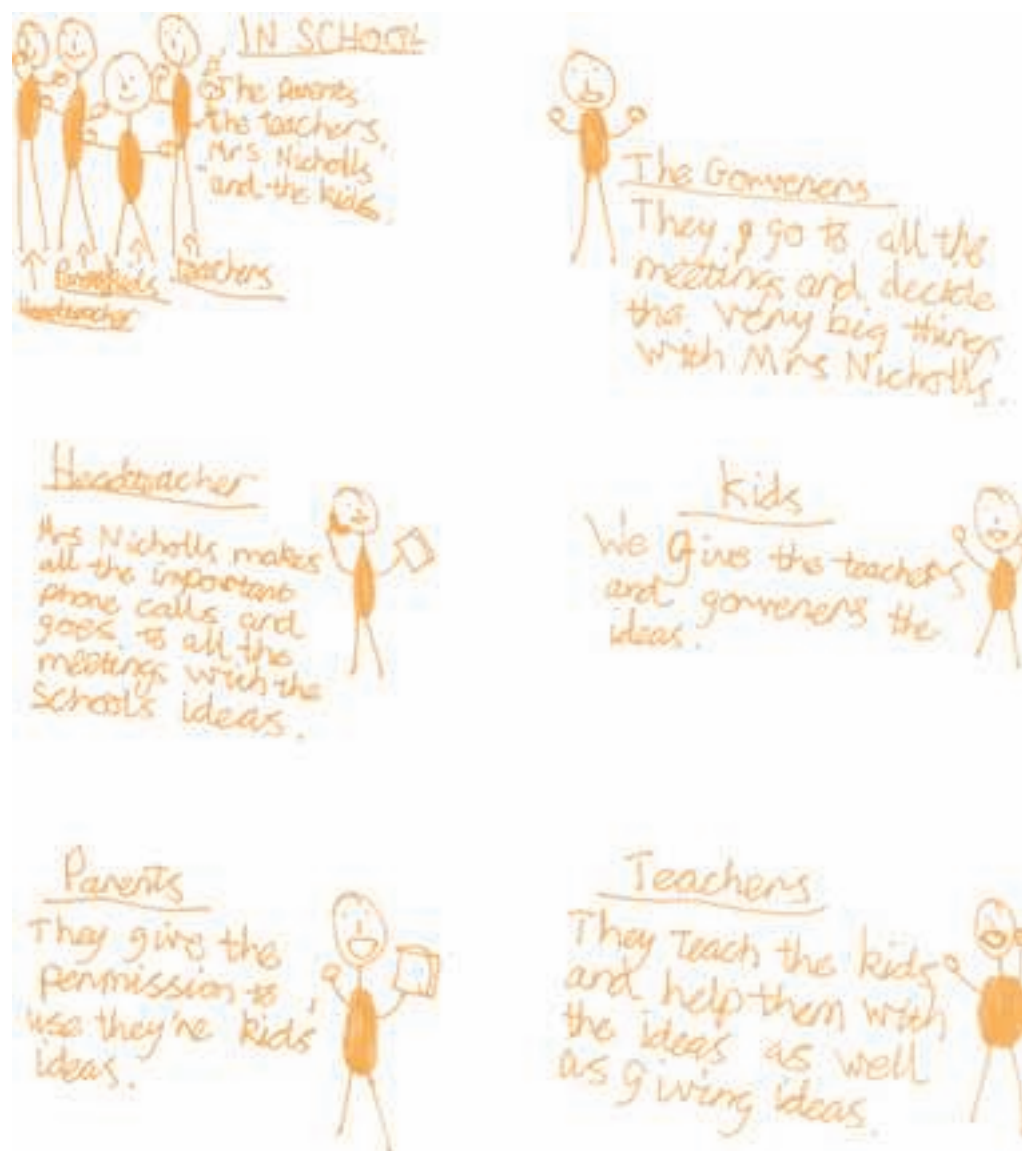 IN SCHOOL
The Parents
the teachers,
Mrs Nicholls
and the kids.
Parents kids teachers
Headteacher
The Gorveners
They go to all the
meetings and decide
the very big things
with Mrs Nicholls.
Headteacher
Mrs Nicholls makes
all the important
phone calls and
goes to all the
meetings with the
schools ideas.
kids
We give the teachers
and gorveners the
ideas.
Parents
They give the
permission to
use they're kids'
ideas.
Teachers
They Teach the kids
and help them with
the ideas as well
as giving ideas.